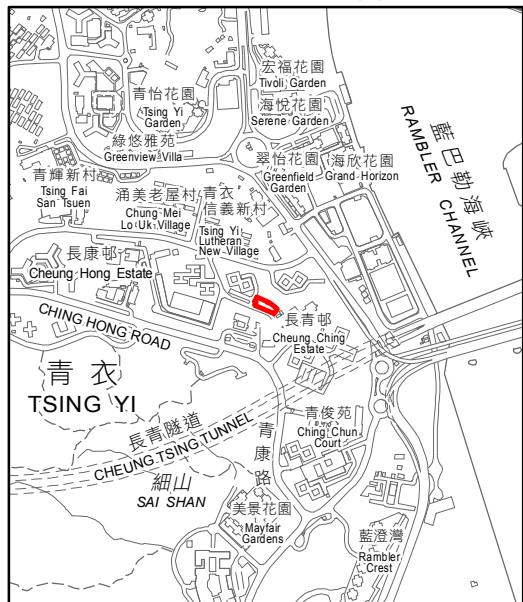 宏福花園
Tivoli Garden
青怡花園
Tsing Yi
Garden
海悅花園
Serene Garden
綠悠雅苑
Greenview Villa
翠怡花園
Greenfield
Garden
海欣花園
Grand Horizon
藍巴勒海峽
RAMBLER CHANNEL
青輝新村
Tsing Fai
San Tsuen
涌美老屋村
Chung Mei
Lo Uk Village
青衣
信義新村
Tsing Yi
Lutheran
New Village
長康邨
Cheung Hong Estate
長青邨
Cheung Ching
Estate
CHING HONG ROAD
青康路
青衣
TSING YI
長青隧道
CHEUNG TSING TUNNEL
青俊苑
Ching Chun
Court
細山
SAI SHAN
美景花園
Mayfair
Gardens
藍澄灣
Rambler
Crest